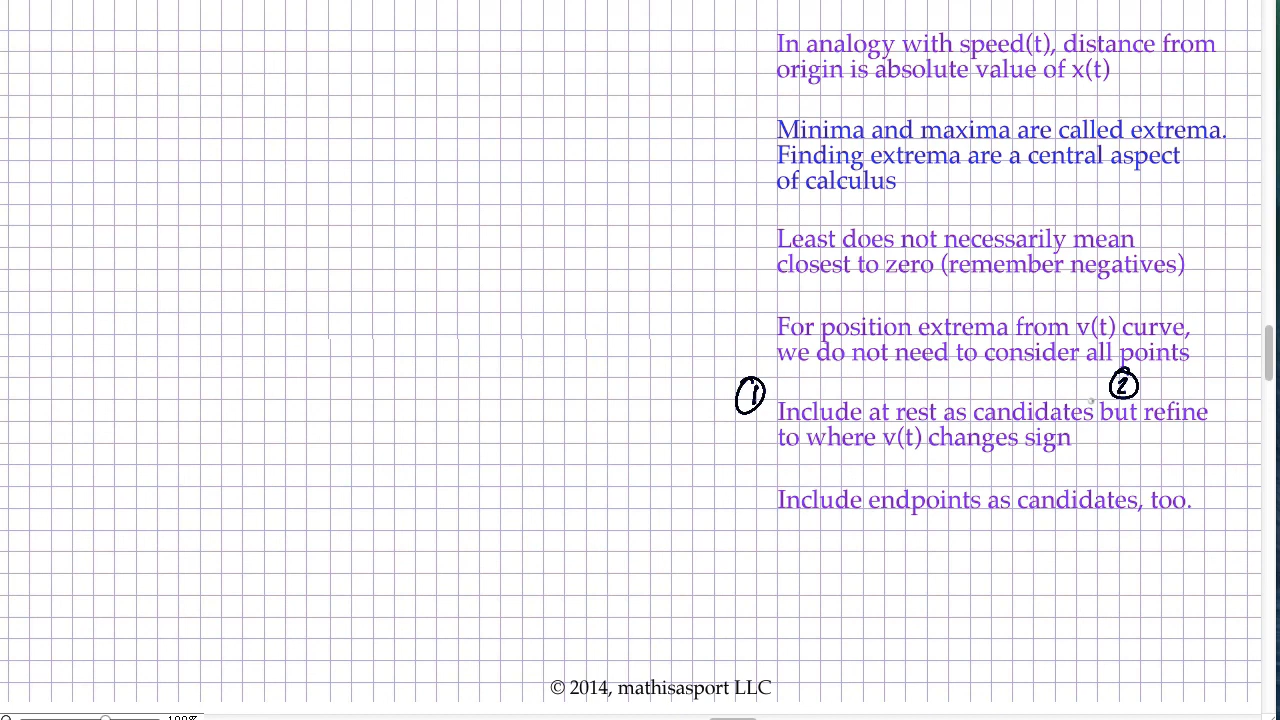 In analogy with speed(t), distance from
origin is absolute value of x(t)
Minima and maxima are called extrema.
Finding extrema are a central aspect
of calculus
Least does not necessarily mean
closest to zero (remember negatives)
For position extrema from v(t) curve,
we do not need to consider all points
1
2
Include at rest as candidates but refine
to where v(t) changes sign
Include endpoints as candidates, too.
© 2014, mathisasport LLC